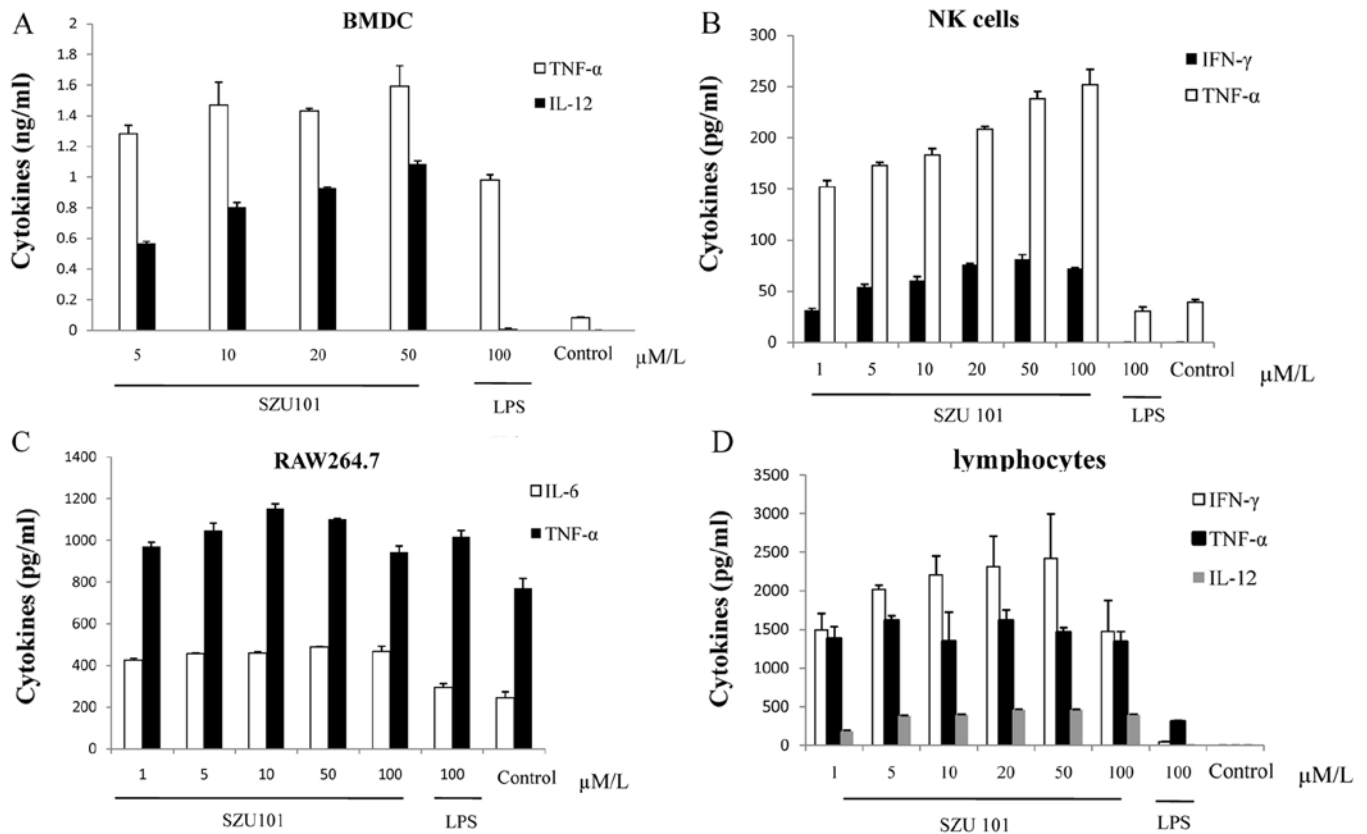 A
BMDC
Cytokines (ng/ml)
2
1.8
1.6
1.4
1.2
1
0.8
0.6
0.4
0.2
0
TNF-α
IL-12
5 10 20 50 100 Control μM/L
SZU101 LPS
B
NK cells
Cytokines (pg/ml)
300
250
200
150
100
50
0
IFN-γ
TNF-α
1 5 10 20 50 100 100 Control μM/L
SZU 101 LPS
C
RAW264.7
Cytokines (pg/ml)
1400
1200
1000
800
600
400
200
0
IL-6
TNF-α
1 5 10 50 100 100 Control μM/L
SZU101 LPS
D
lymphocytes
Cytokines (pg/ml)
3500
3000
2500
2000
1500
1000
500
0
IFN-γ
TNF-α
IL-12
1 5 10 20 50 100 100 Control μM/L
SZU 101 LPS